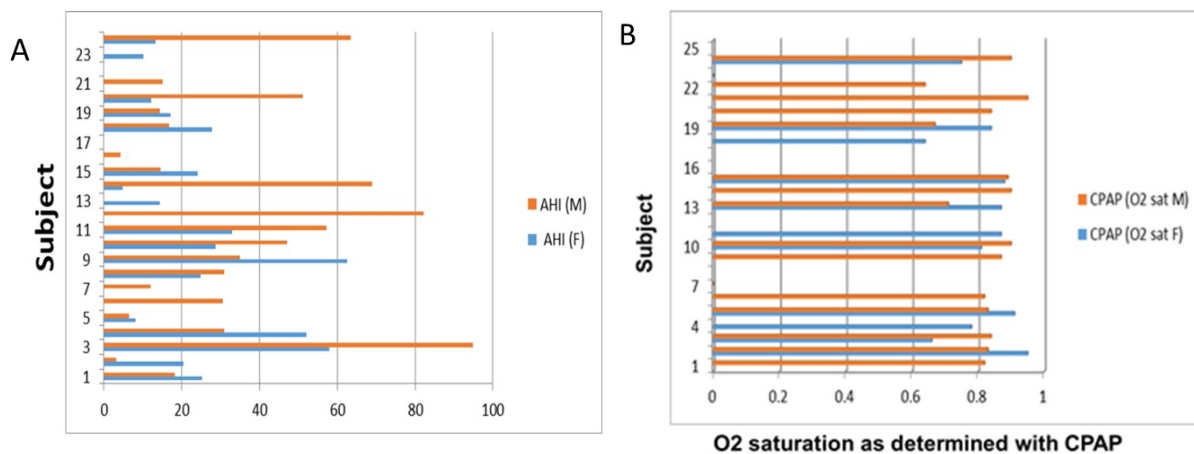 A
Subject
23
21
19
17
15
13
11
9
7
5
3
1
0 20 40 60 80 100
AHI (M)
AHI (F)
B
Subject
25
22
19
16
13
10
7
4
1
0 0.2 0.4 0.6 0.8 1
O2 saturation as determined with CPAP
CPAP (O2 sat M)
CPAP (O2 sat F)